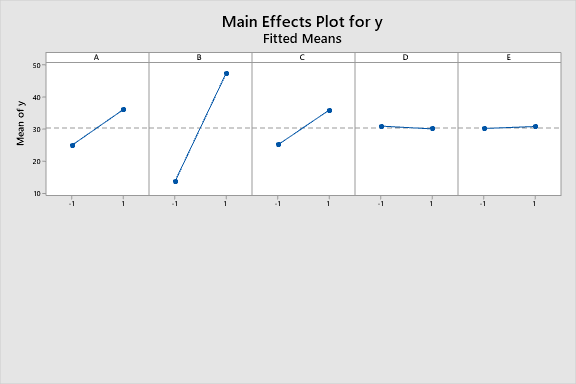 Main Effects Plot for y
Fitted Means
A B C D E
Mean of y
50
40
30
20
10
-1 1 -1 1 -1 1 -1 1 -1 1